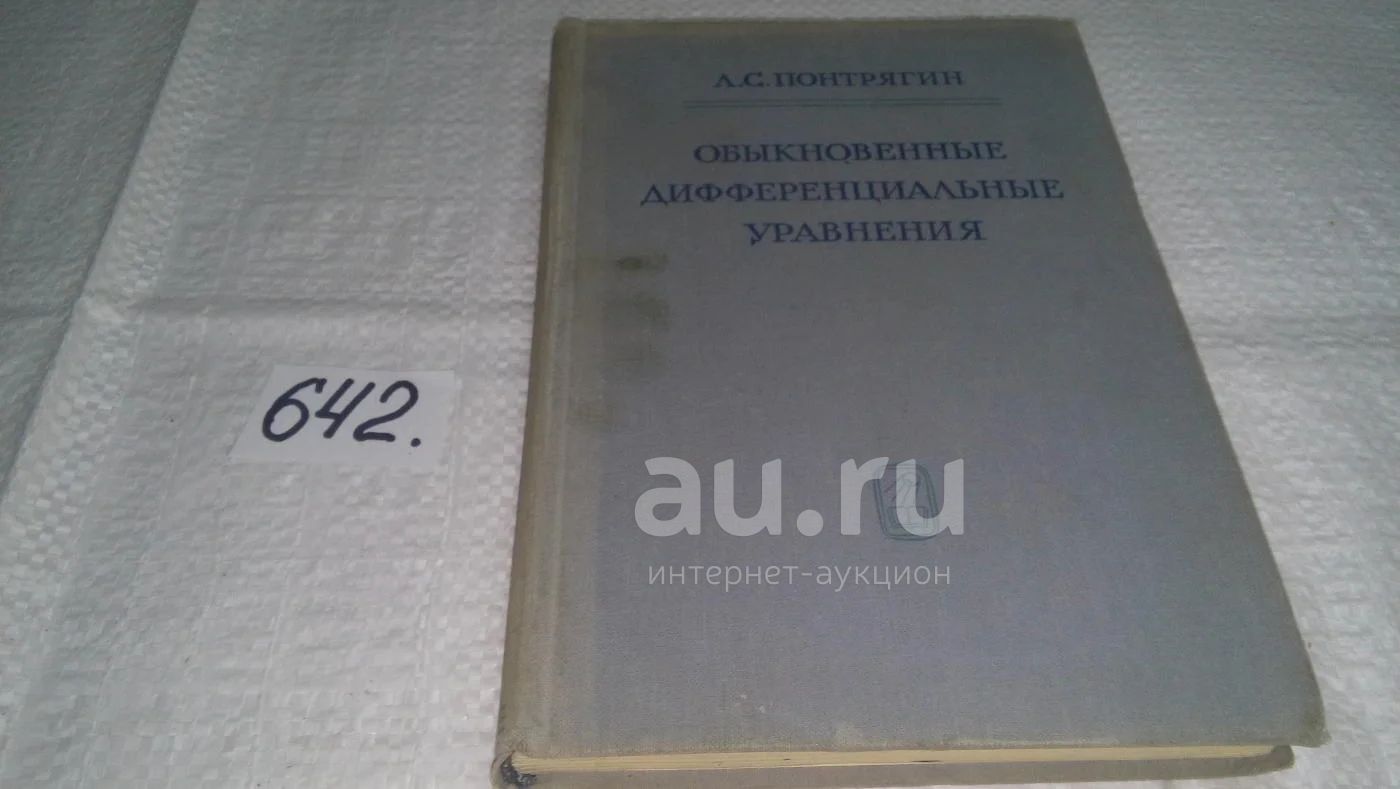 Л.С. ПОНТРЯГИН
ОБЫКНОВЕННЫЕ
ДИФФЕРЕНЦИАЛЬНЫЕ
УРАВНЕНИЯ
642.
au.ru
интернет-аукцион